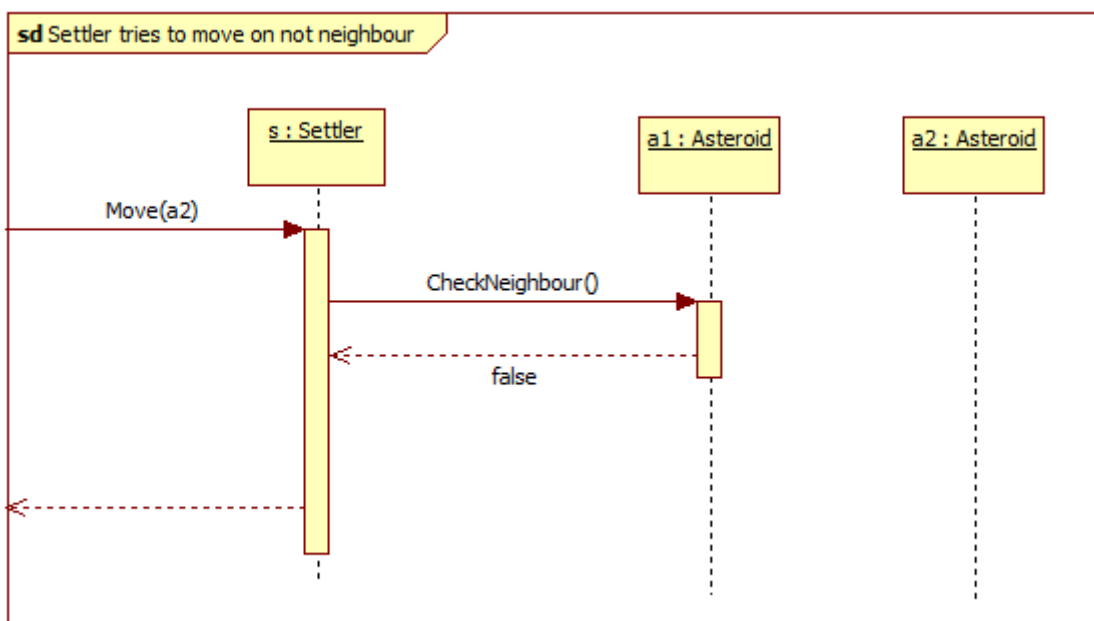 sd Settler tries to move on not neighbour
s : Settler
a1 : Asteroid
a2 : Asteroid
Move(a2)
CheckNeighbour()
false